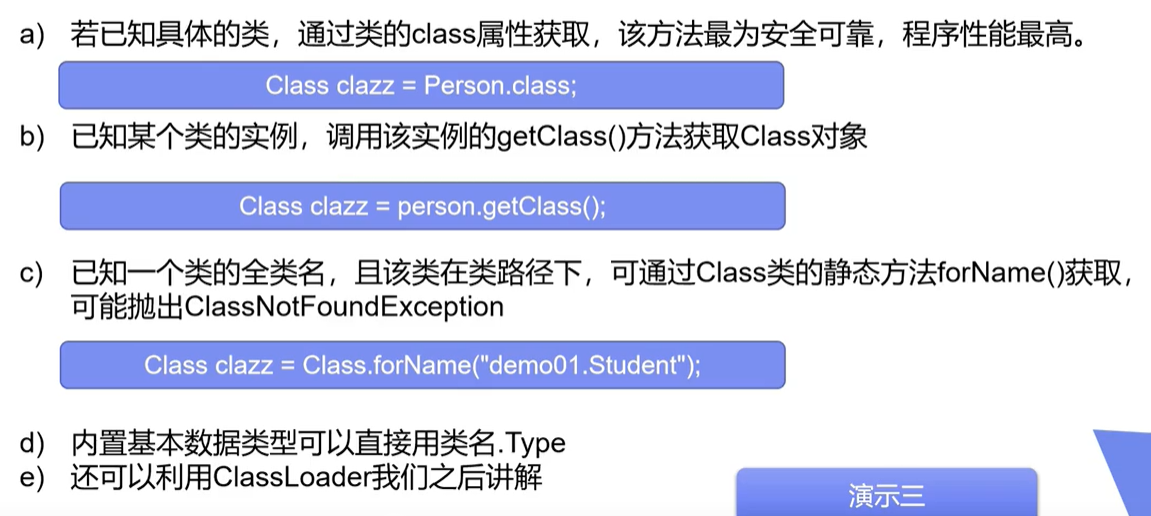 a) 若已知具体的类，通过类的class属性获取，该方法最为安全可靠，程序性能最高。
Class clazz = Person.class;
b) 已知某个类的实例，调用该实例的getClass()方法获取Class对象
Class clazz = person.getClass();
c) 已知一个类的全类名，且该类在类路径下，可通过Class类的静态方法forName()获取，
可能抛出ClassNotFoundException
Class clazz = Class.forName("demo01.Student");
d) 内置基本数据类型可以直接用类名.Type
e) 还可以利用ClassLoader我们之后讲解
演示三